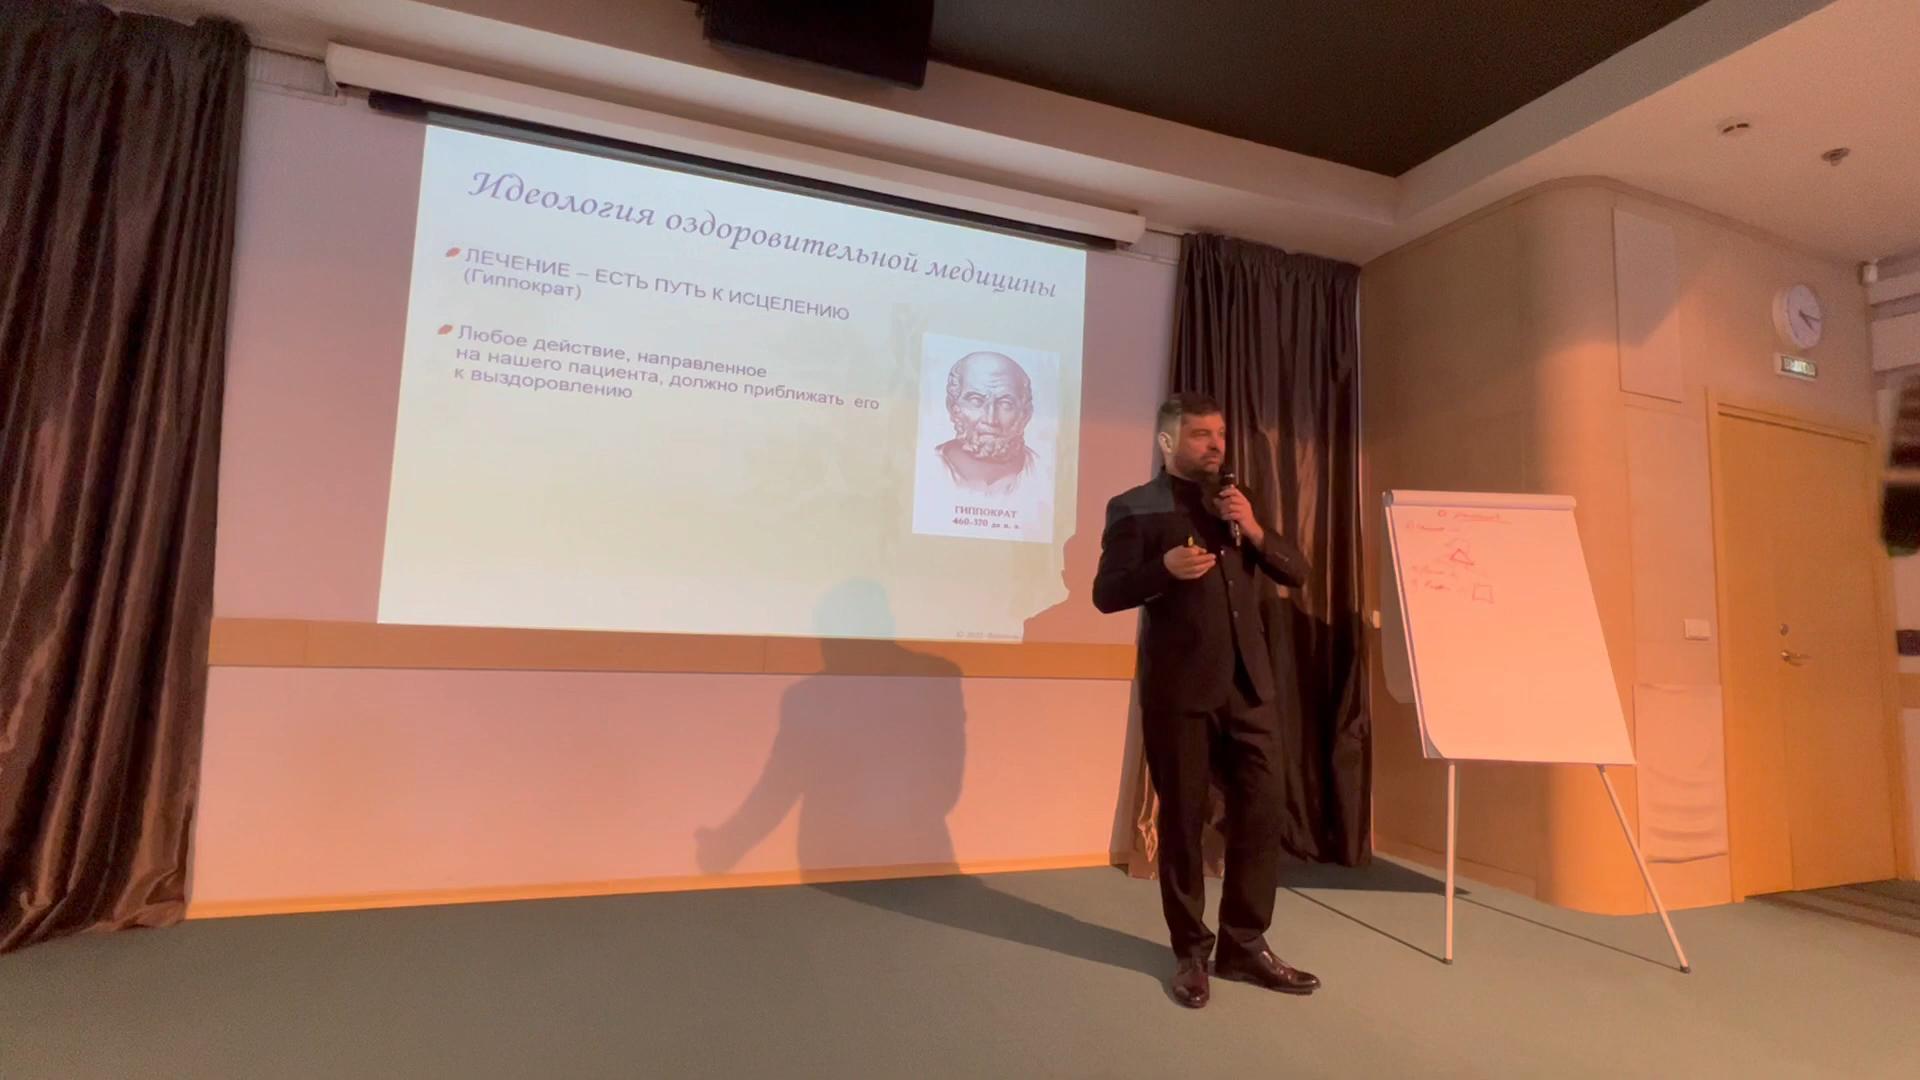 Идеология оздоровительной медицины
ЛЕЧЕНИЕ – ЕСТЬ ПУТЬ К ИСЦЕЛЕНИЮ
(Гиппократ)
Любое действие, направленное
на нашего пациента, должно приближать его
к выздоровлению
ГИППОКРАТ
460-370 до н. э.